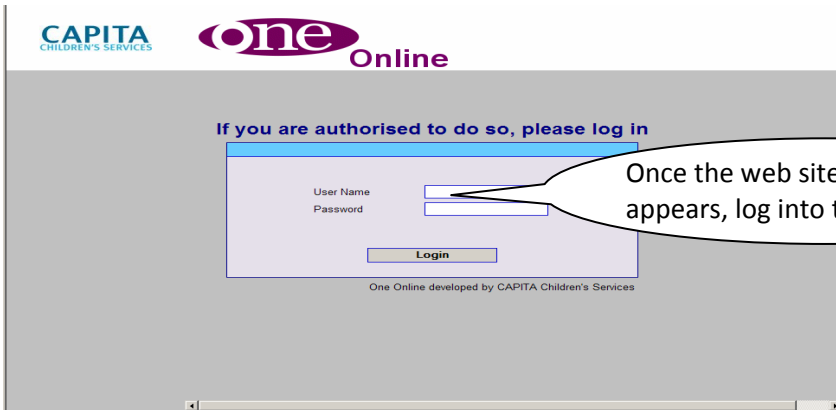 CAPITA
CHILDREN'S SERVICES
one
Online
If you are authorised to do so, please log in
Once the web site
appears, log into
User Name
Password
Login
One Online developed by CAPITA Children's Services